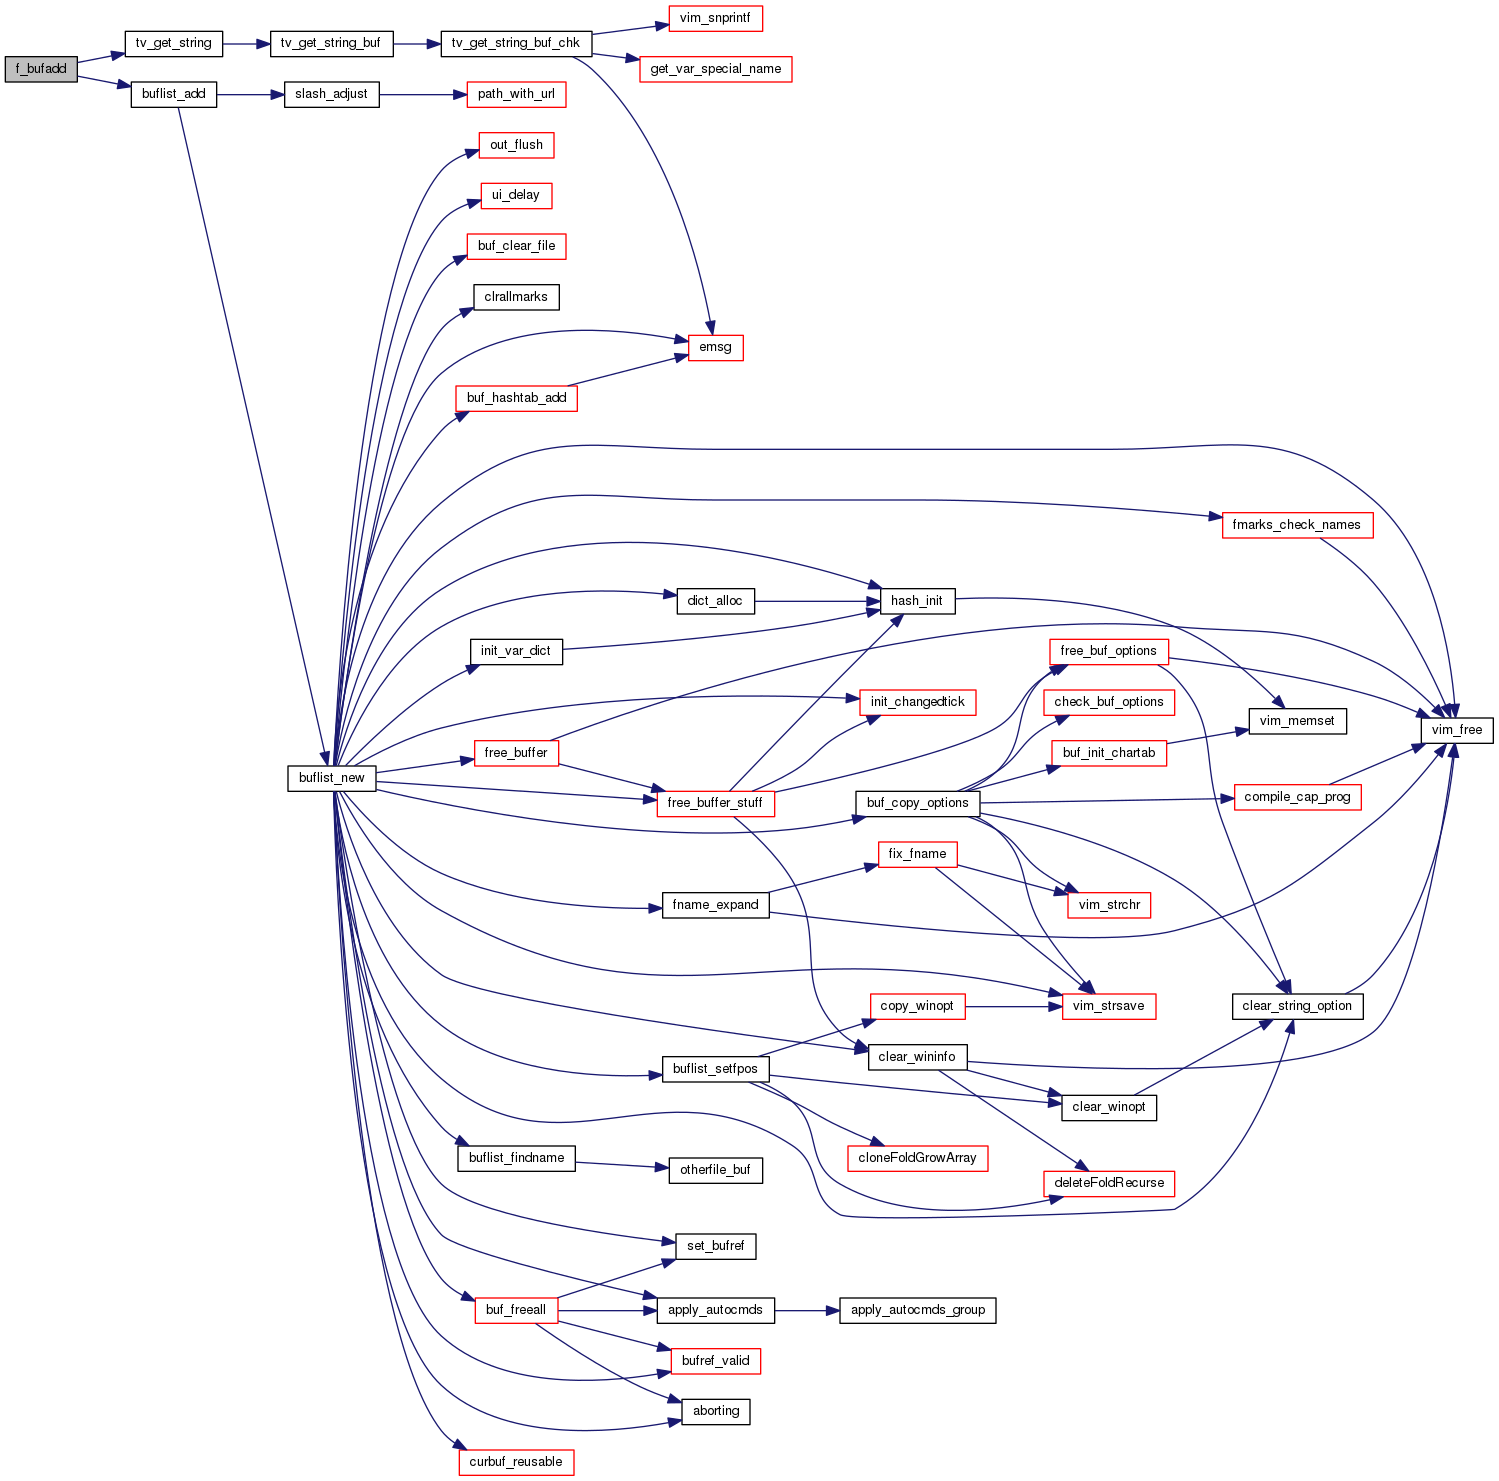 vim_snprintf
tv_get_string
tv_get_string_buf
tv_get_string_buf_chk
f_bufadd
get_var_special_name
buflist_add
slash_adjust
path_with_url
out_flush
ui_delay
buf_clear_file
clrallmarks
emsg
buf_hashtab_add
fmarks_check_names
dict_alloc
hash_init
init_var_dict
free_buf_options
init_changedtick
check_buf_options
vim_memset
vim_free
free_buffer
buf_init_chartab
buflist_new
free_buffer_stuff
buf_copy_options
compile_cap_prog
fix_fname
fname_expand
vim_strchr
copy_winopt
vim_strsave
clear_string_option
clear_wininfo
buflist_setfpos
clear_winopt
buflist_findname
otherfile_buf
cloneFoldGrowArray
deleteFoldRecurse
set_bufref
buf_freeall
apply_autocmds
apply_autocmds_group
bufref_valid
aborting
curbuf_reusable